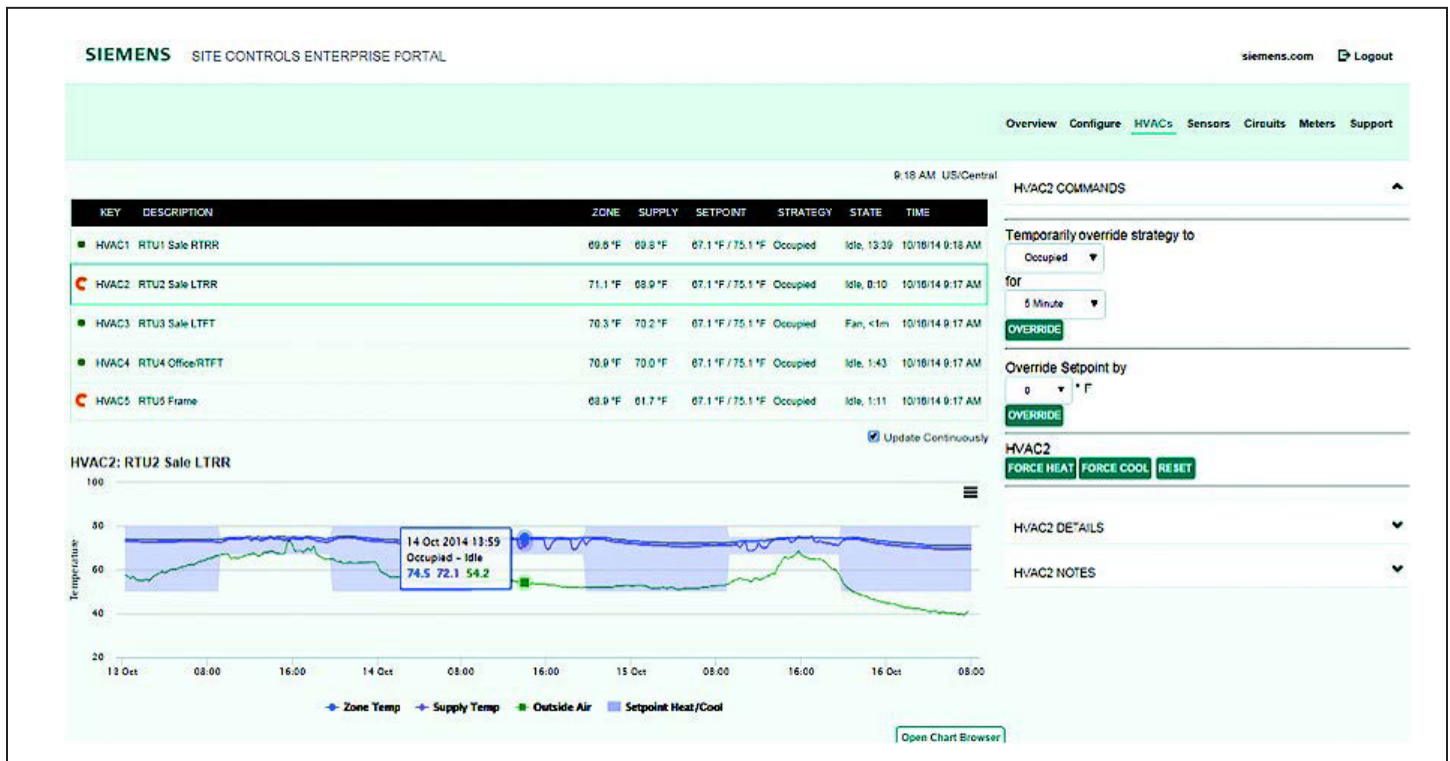 SIEMENS SITE CONTROLS ENTERPRISE PORTAL siemens.com Logout
Overview Configure HVACs Sensors Circuits Meters Support
9:18 AM US/Central
HVAC2 COMMANDS
KEY DESCRIPTION ZONE SUPPLY SETPOINT STRATEGY STATE TIME
HVAC1 RTU1 Sale RTRR 69.6 °F 69.8 °F 67.1 °F / 75.1 °F Occupied Idle, 13:39 10/16/14 9:18 AM
HVAC2 RTU2 Sale LTRR 71.1 °F 68.9 °F 67.1 °F / 75.1 °F Occupied Idle, 8:10 10/16/14 9:17 AM
HVAC3 RTU3 Sale LTFT 70.3 °F 70.2 °F 67.1 °F / 75.1 °F Occupied Fan, <1m 10/16/14 9:17 AM
HVAC4 RTU4 Office/RTFT 70.9 °F 70.0 °F 67.1 °F / 75.1 °F Occupied Idle, 1:43 10/16/14 9:17 AM
HVAC5 RTU5 Frame 68.9 °F 61.7 °F 67.1 °F / 75.1 °F Occupied Idle, 1:11 10/16/14 9:17 AM
Update Continuously
Temporarily override strategy to
Occupied
for
5 Minute
OVERRIDE
Override Setpoint by
0 ° F
OVERRIDE
HVAC2
FORCE HEAT FORCE COOL RESET
HVAC2 DETAILS
HVAC2 NOTES
HVAC2: RTU2 Sale LTRR
100
80
60
40
20
Temperature
14 Oct 2014 13:59
Occupied - Idle
74.5 72.1 54.2
13 Oct 08:00 16:00 14 Oct 08:00 16:00 15 Oct 08:00 16:00 16 Oct 08:00
Zone Temp Supply Temp Outside Air Setpoint Heat/Cool
Open Chart Browser